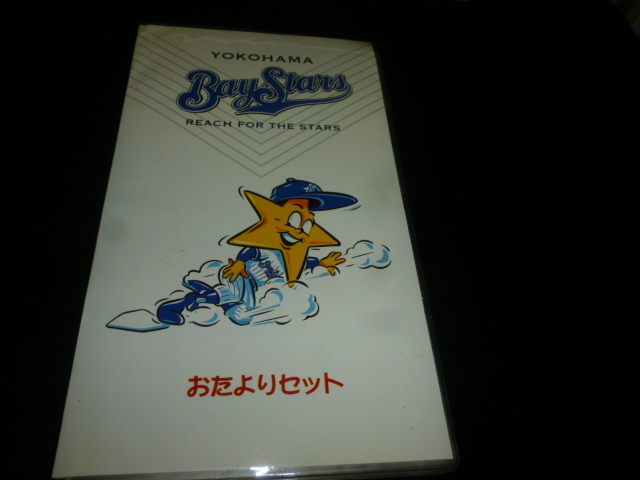 YOKOHAMA
BayStars
REACH FOR THE STARS
おたよりセット